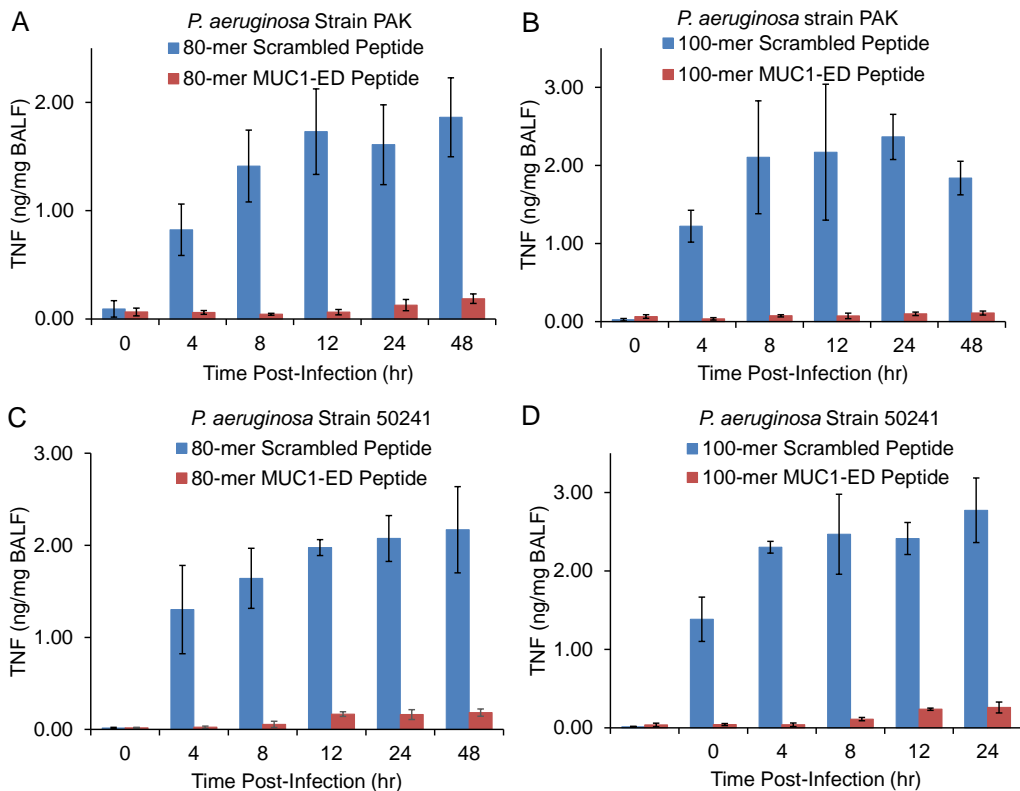 A
P. aeruginosa Strain PAK
80-mer Scrambled Peptide
80-mer MUC1-ED Peptide
TNF (ng/mg BALF)
2.00
1.00
0.00
0 4 8 12 24 48
Time Post-Infection (hr)
B
P. aeruginosa strain PAK
100-mer Scrambled Peptide
100-mer MUC1-ED Peptide
TNF (ng/mg BALF)
3.00
2.00
1.00
0.00
0 4 8 12 24 48
Time Post-Infection (hr)
C
P. aeruginosa Strain 50241
80-mer Scrambled Peptide
80-mer MUC1-ED Peptide
TNF (ng/mg BALF)
3.00
2.00
1.00
0.00
0 4 8 12 24 48
Time Post-Infection (hr)
D
P. aeruginosa Strain 50241
100-mer Scrambled Peptide
100-mer MUC1-ED Peptide
TNF (ng/mg BALF)
3.00
2.00
1.00
0.00
0 4 8 12 24
Time Post-Infection (hr)